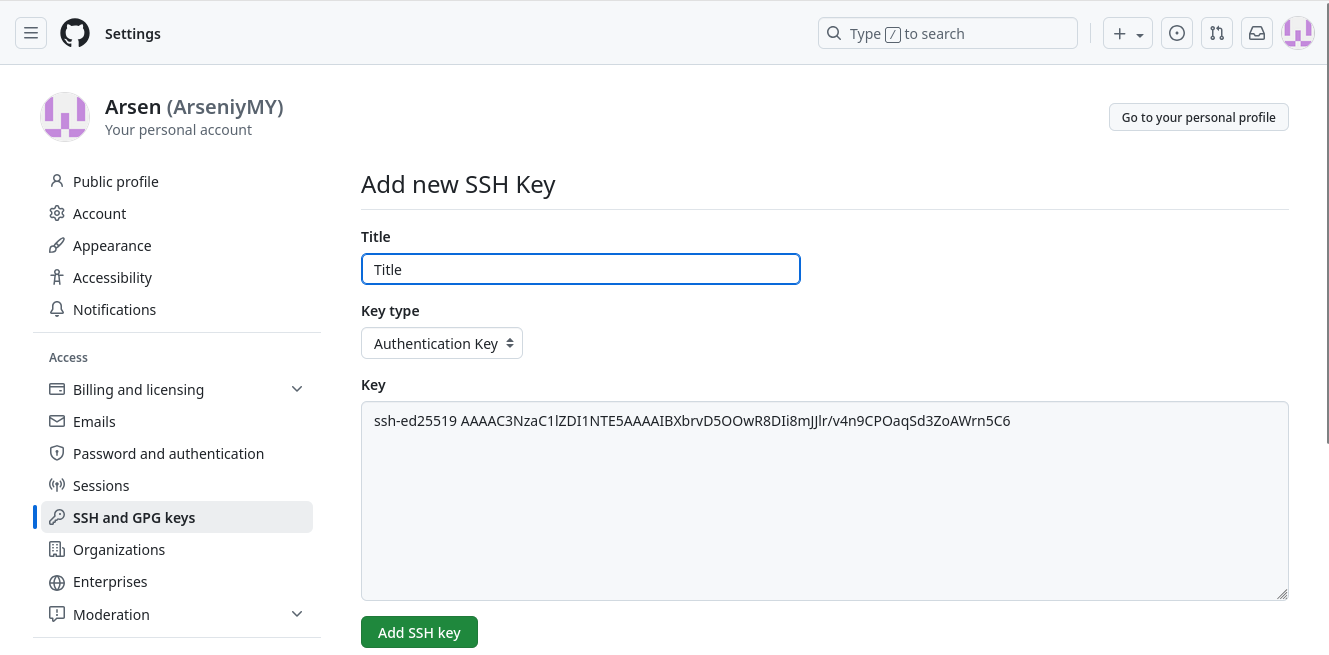 Settings
Type / to search
Arsen (ArseniyMY)
Your personal account
Go to your personal profile
Public profile
Account
Appearance
Accessibility
Notifications
Access
Billing and licensing
Emails
Password and authentication
Sessions
SSH and GPG keys
Organizations
Enterprises
Moderation
Add new SSH Key
Title
Title
Key type
Authentication Key
Key
ssh-ed25519 AAAAC3NzaC1lZDI1NTE5AAAAIBXbrvD5OOwR8DIi8mJJlr/v4n9CPOaqSd3ZoAWrn5C6
Add SSH key